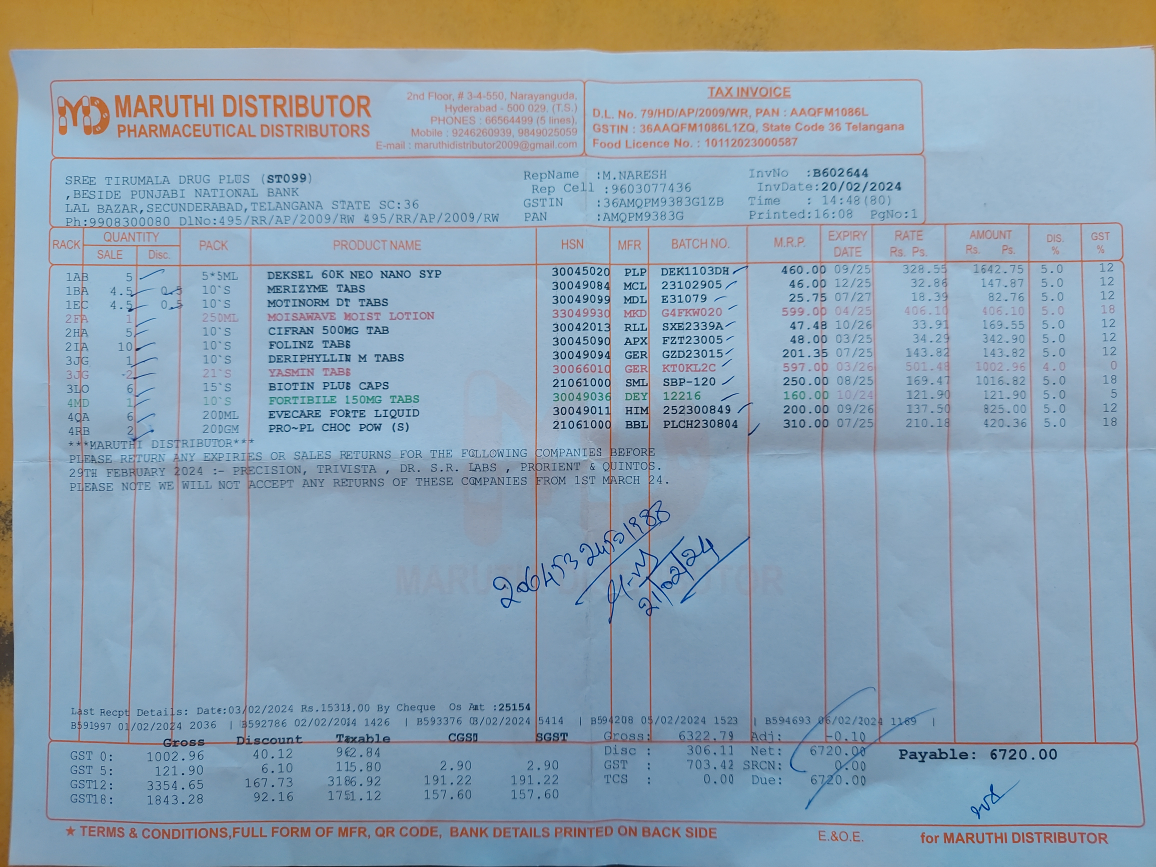 MARUTHI DISTRIBUTOR
PHARMACEUTICAL DISTRIBUTORS
2nd Floor, # 3-4-550, Narayanguda,
Hyderabad - 500 029, (T.S.)
PHONES : 66564499 (5 lines),
Mobile : 9246260939, 9849025059
E-mail : maruthidistributor2009@gmail.com
TAX INVOICE
D.L. No. 79/HD/AP/2009/WR, PAN : AAQFM1086L
GSTIN : 36AAQFM1086L1ZQ, State Code 36 Telangana
Food Licence No. : 10112023000587
SREE TIRUMALA DRUG PLUS (ST099)
,BESIDE PUNJABI NATIONAL BANK
LAL BAZAR,SECUNDERABAD,TELANGANA STATE SC:36
Ph:9908300080 DlNo:495/RR/AP/2009/RW 495/RR/AP/2009/RW
RepName :M.NARESH
Rep Cell :9603077436
GSTIN :36AMQPM9383G1ZB
PAN :AMQPM9383G
InvNo :B602644
InvDate:20/02/2024
Time : 14:48(80)
Printed:16:08 PgNo:1
RACK QUANTITY SALE Disc. PACK PRODUCT NAME HSN MFR BATCH NO. M.R.P. EXPIRY DATE RATE Rs. Ps. AMOUNT Rs. Ps. DIS. % GST %
1AB 5 5*5ML DEKSEL 60K NEO NANO SYP 30045020 PLP DEK1103DH 460.00 09/25 328.55 1642.75 5.0 12
1BA 4.5 0.5 10`S MERIZYME TABS 30049084 MCL 23102905 46.00 12/25 32.86 147.87 5.0 12
1EC 4.5 0.5 10`S MOTINORM DT TABS 30049099 MDL E31079 25.75 07/27 18.39 82.76 5.0 12
2FA 1 250ML MOISAWAVE MOIST LOTION 33049930 MKD G4FKW020 599.00 04/25 406.10 406.10 5.0 18
2HA 5 10`S CIFRAN 500MG TAB 30042013 RLL SXE2339A 47.48 10/26 33.91 169.55 5.0 12
2IA 10 10`S FOLINZ TABS 30045090 APX FZT23005 48.00 03/25 34.29 342.90 5.0 12
3JG 1 10`S DERIPHYLLIN M TABS 30049094 GER GZD23015 201.35 07/25 143.82 143.82 5.0 12
3JG 2 21`S YASMIN TABS 30066010 GER KT0KL2C 597.00 03/26 501.48 1002.96 4.0 0
3LO 6 15`S BIOTIN PLUS CAPS 21061000 SML SBP-120 250.00 08/25 169.47 1016.82 5.0 18
4MD 1 10`S FORTIBILE 150MG TABS 30049036 DEY 12216 160.00 10/24 121.90 121.90 5.0 5
4QA 6 200ML EVECARE FORTE LIQUID 30049011 HIM 252300849 200.00 09/26 137.50 825.00 5.0 12
4RB 2 200GM PRO-PL CHOC POW (S) 21061000 BBL PLCH230804 310.00 07/25 210.18 420.36 5.0 18
***MARUTHI DISTRIBUTOR***
PLEASE RETURN ANY EXPIRIES OR SALES RETURNS FOR THE FOLLOWING COMPANIES BEFORE
29TH FEBRUARY 2024 :- PRECISION, TRIVISTA , DR. S.R. LABS , PRORIENT & QUINTOS.
PLEASE NOTE WE WILL NOT ACCEPT ANY RETURNS OF THESE COMPANIES FROM 1ST MARCH 24.
21/02/24
MARUTHI DISTRIBUTOR
Last Recpt Details: Date:03/02/2024 Rs.15313.00 By Cheque Os Amt :25154
B591997 01/02/2024 2036 | B592786 02/02/2024 1426 | B593376 03/02/2024 5414 | B594208 05/02/2024 1523 | B594693 06/02/2024 1169 |
Gross Discount Taxable CGST SGST
GST 0: 1002.96 40.12 962.84
GST 5: 121.90 6.10 115.80 2.90 2.90
GST12: 3354.65 167.73 3186.92 191.22 191.22
GST18: 1843.28 92.16 1751.12 157.60 157.60
Gross: 6322.79 Adj: -0.10
Disc : 306.11 Net: 6720.00
GST : 703.42 SRCN: 0.00
TCS : 0.00 Due: 6720.00
Payable: 6720.00
★ TERMS & CONDITIONS,FULL FORM OF MFR, QR CODE, BANK DETAILS PRINTED ON BACK SIDE
E.&O.E.
for MARUTHI DISTRIBUTOR